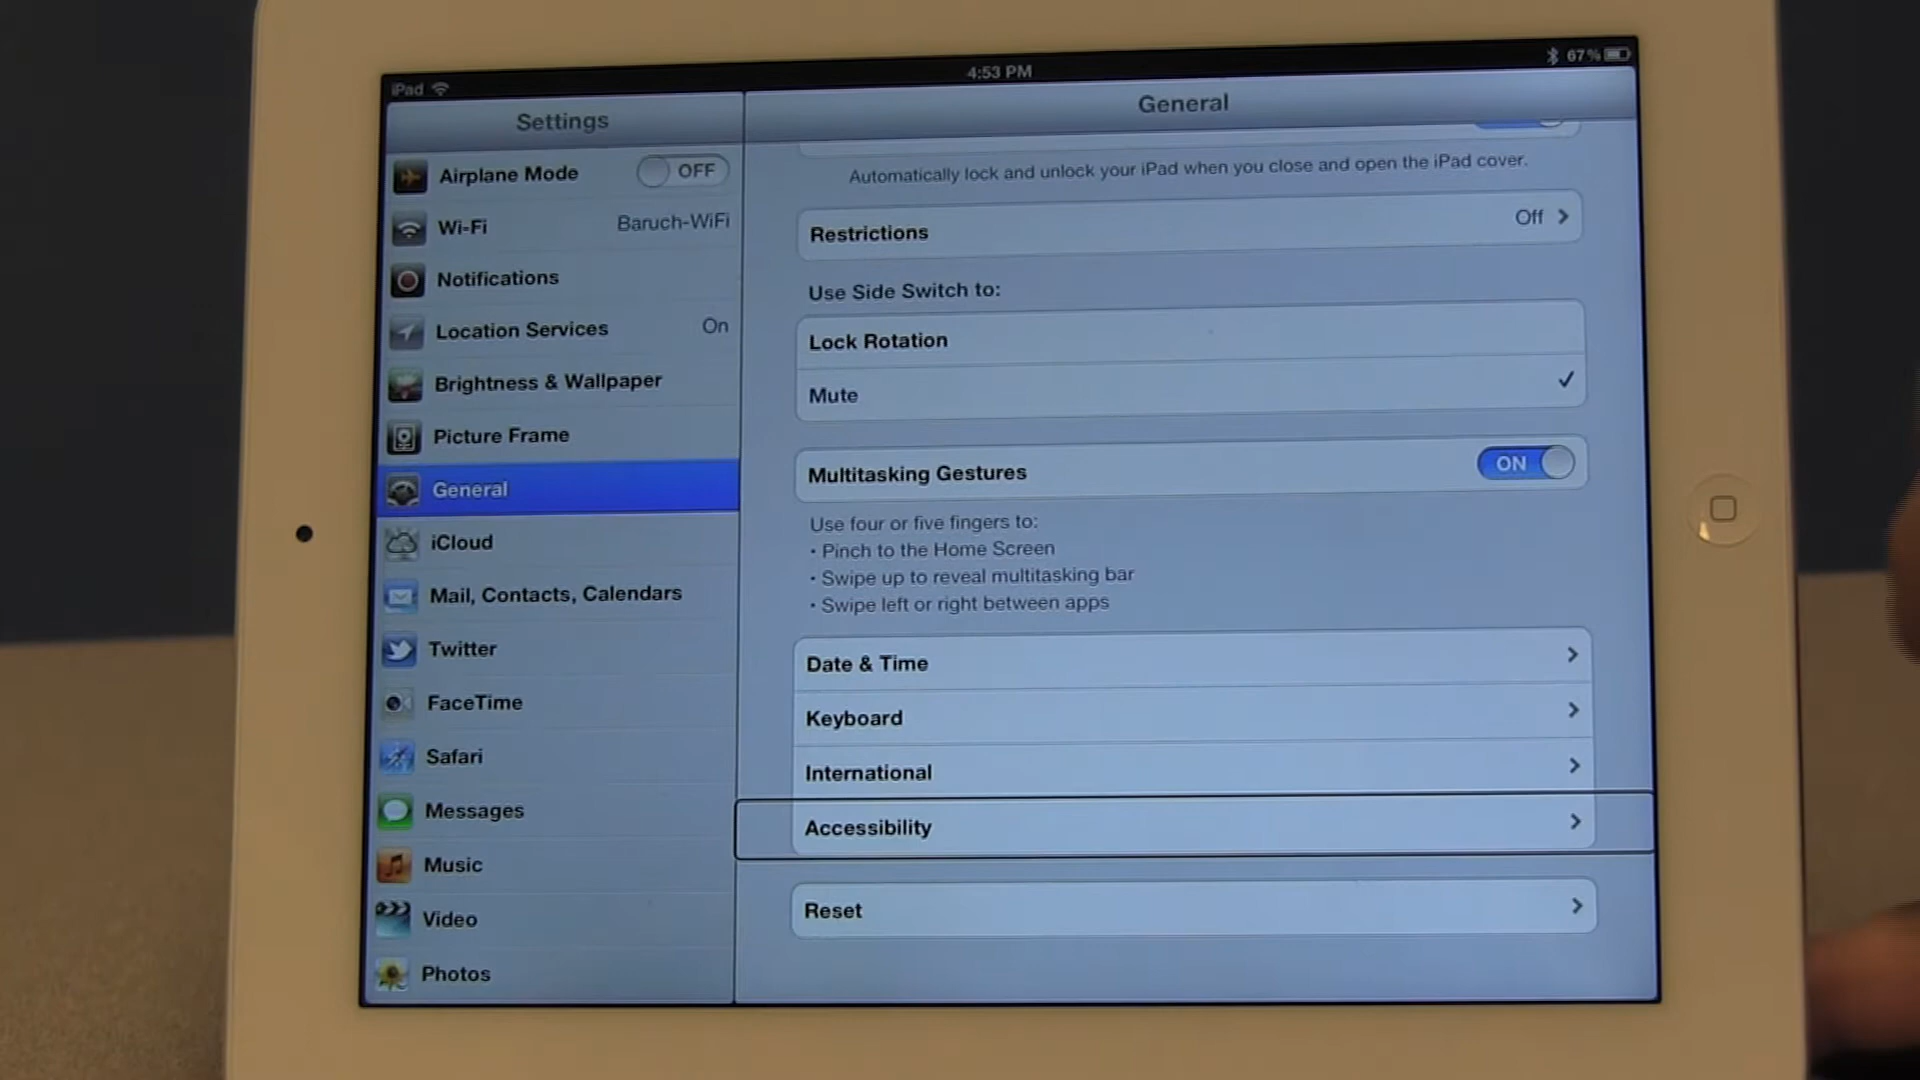 iPad
4:53 PM
67%
Settings
General
Airplane Mode OFF
Wi-Fi Baruch-WiFi
Notifications
Location Services On
Brightness & Wallpaper
Picture Frame
General
iCloud
Mail, Contacts, Calendars
Twitter
FaceTime
Safari
Messages
Music
Video
Photos
Automatically lock and unlock your iPad when you close and open the iPad cover.
Restrictions Off
Use Side Switch to:
Lock Rotation
Mute
Multitasking Gestures ON
Use four or five fingers to:
• Pinch to the Home Screen
• Swipe up to reveal multitasking bar
• Swipe left or right between apps
Date & Time
Keyboard
International
Accessibility
Reset